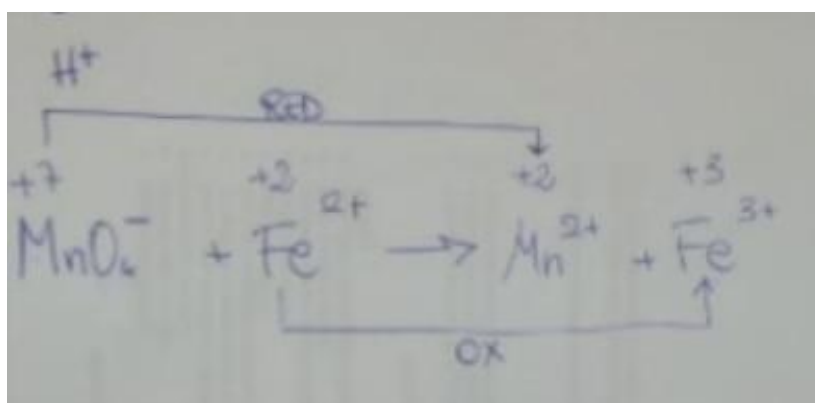 H⁺
RED
+7 +2 +2 +3
MnO₄⁻ + Fe²⁺ → Mn²⁺ + Fe³⁺
OX